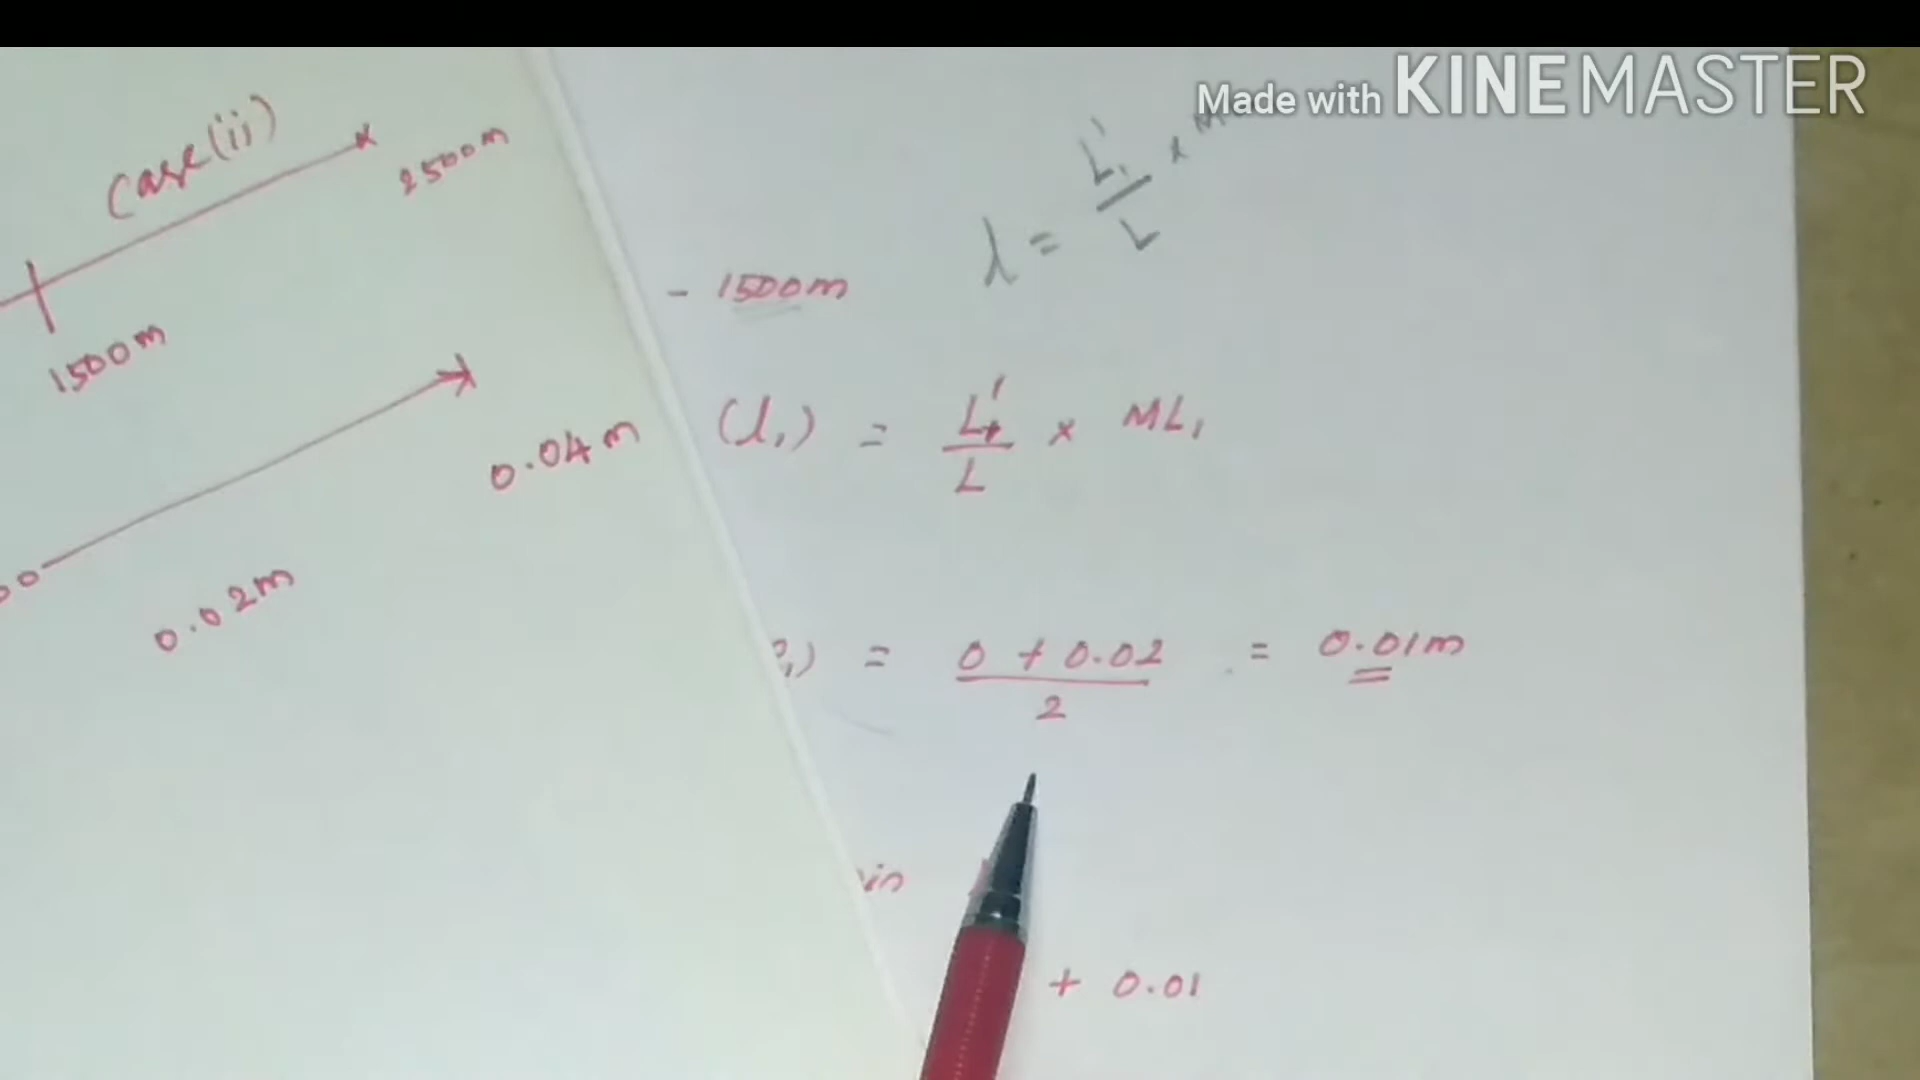 Made with KINEMASTER
Case(ii)
2500m
1500m
0.04m
0.02m
l = L₁' / L ×
- 1500m
(l₁) = L₁' / L × ML₁
= 0 + 0.02 / 2 = 0.01m
+ 0.01